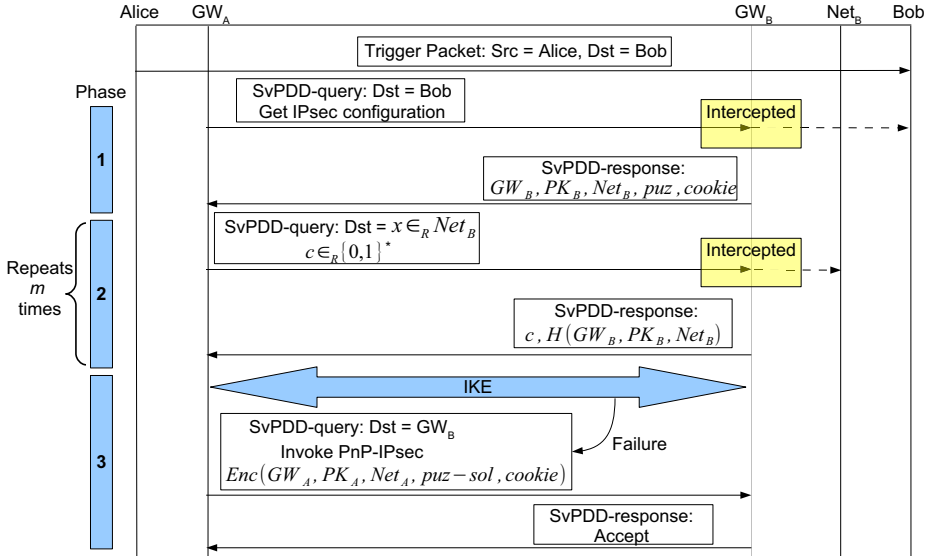 Alice GW_A GW_B Net_B Bob
Trigger Packet: Src = Alice, Dst = Bob
Phase
SvPDD-query: Dst = Bob
Get IPsec configuration
Intercepted
1
SvPDD-response:
GW_B, PK_B, Net_B, puz, cookie
SvPDD-query: Dst = x∈_R Net_B
c∈_R{0,1}*
Intercepted
Repeats
m
times
2
SvPDD-response:
c, H(GW_B, PK_B, Net_B)
IKE
SvPDD-query: Dst = GW_B
Invoke PnP-IPsec
Enc(GW_A, PK_A, Net_A, puz−sol, cookie)
Failure
3
SvPDD-response:
Accept